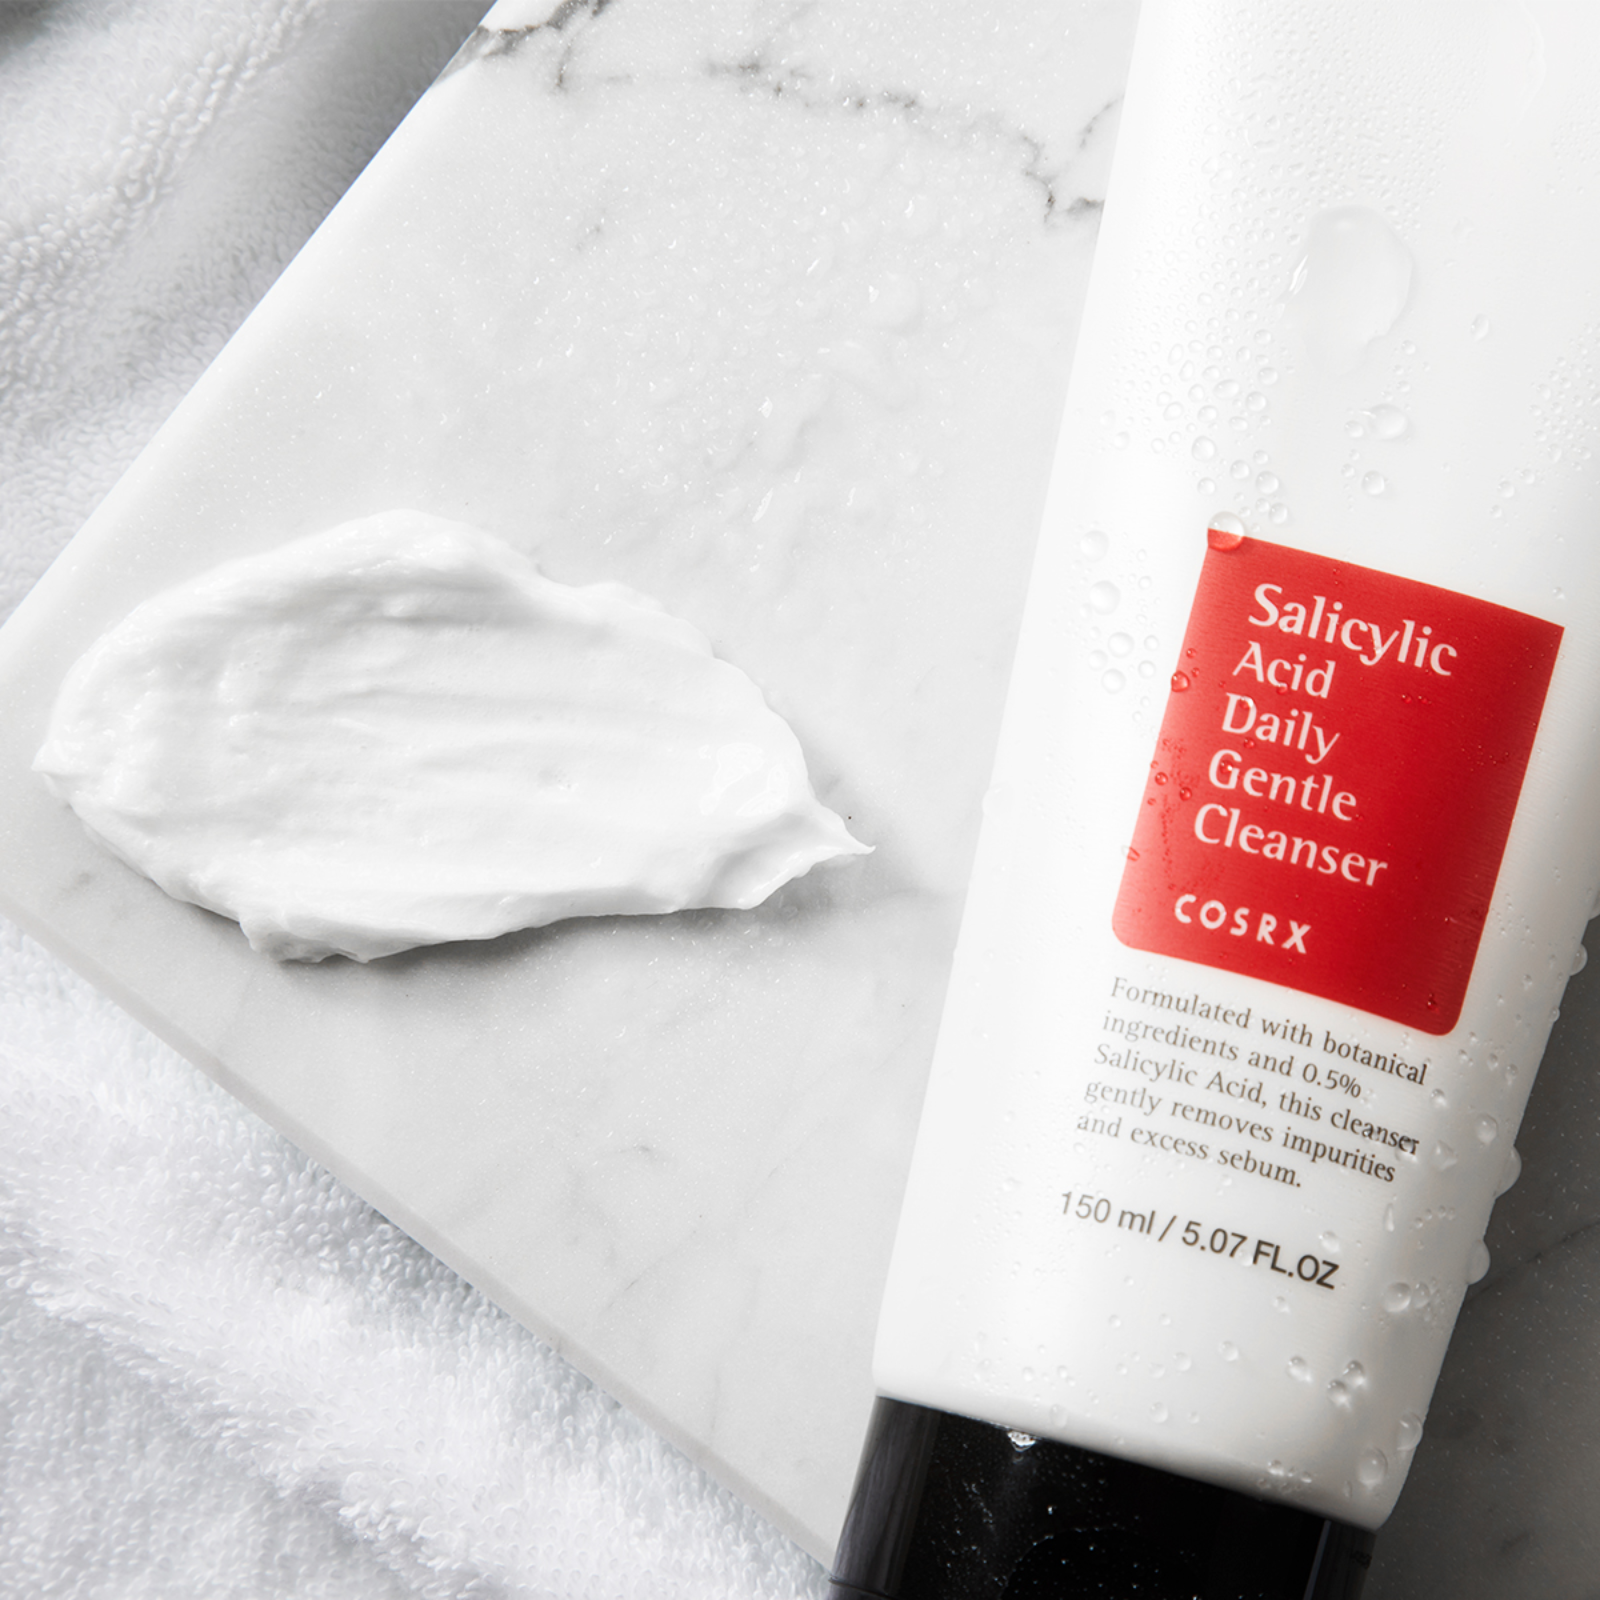 Salicylic
Acid
Daily
Gentle
Cleanser
COSRX
Formulated with botanical
ingredients and 0.5%
Salicylic Acid, this cleanser
gently removes impurities
and excess sebum.
150 ml / 5.07 FL.OZ